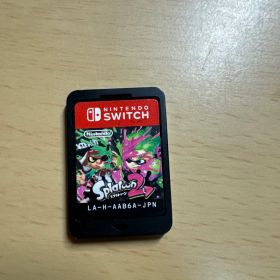 NINTENDO
SWITCH
Nintendo
Splatoon 2
LA-H-AAB6A-JPN